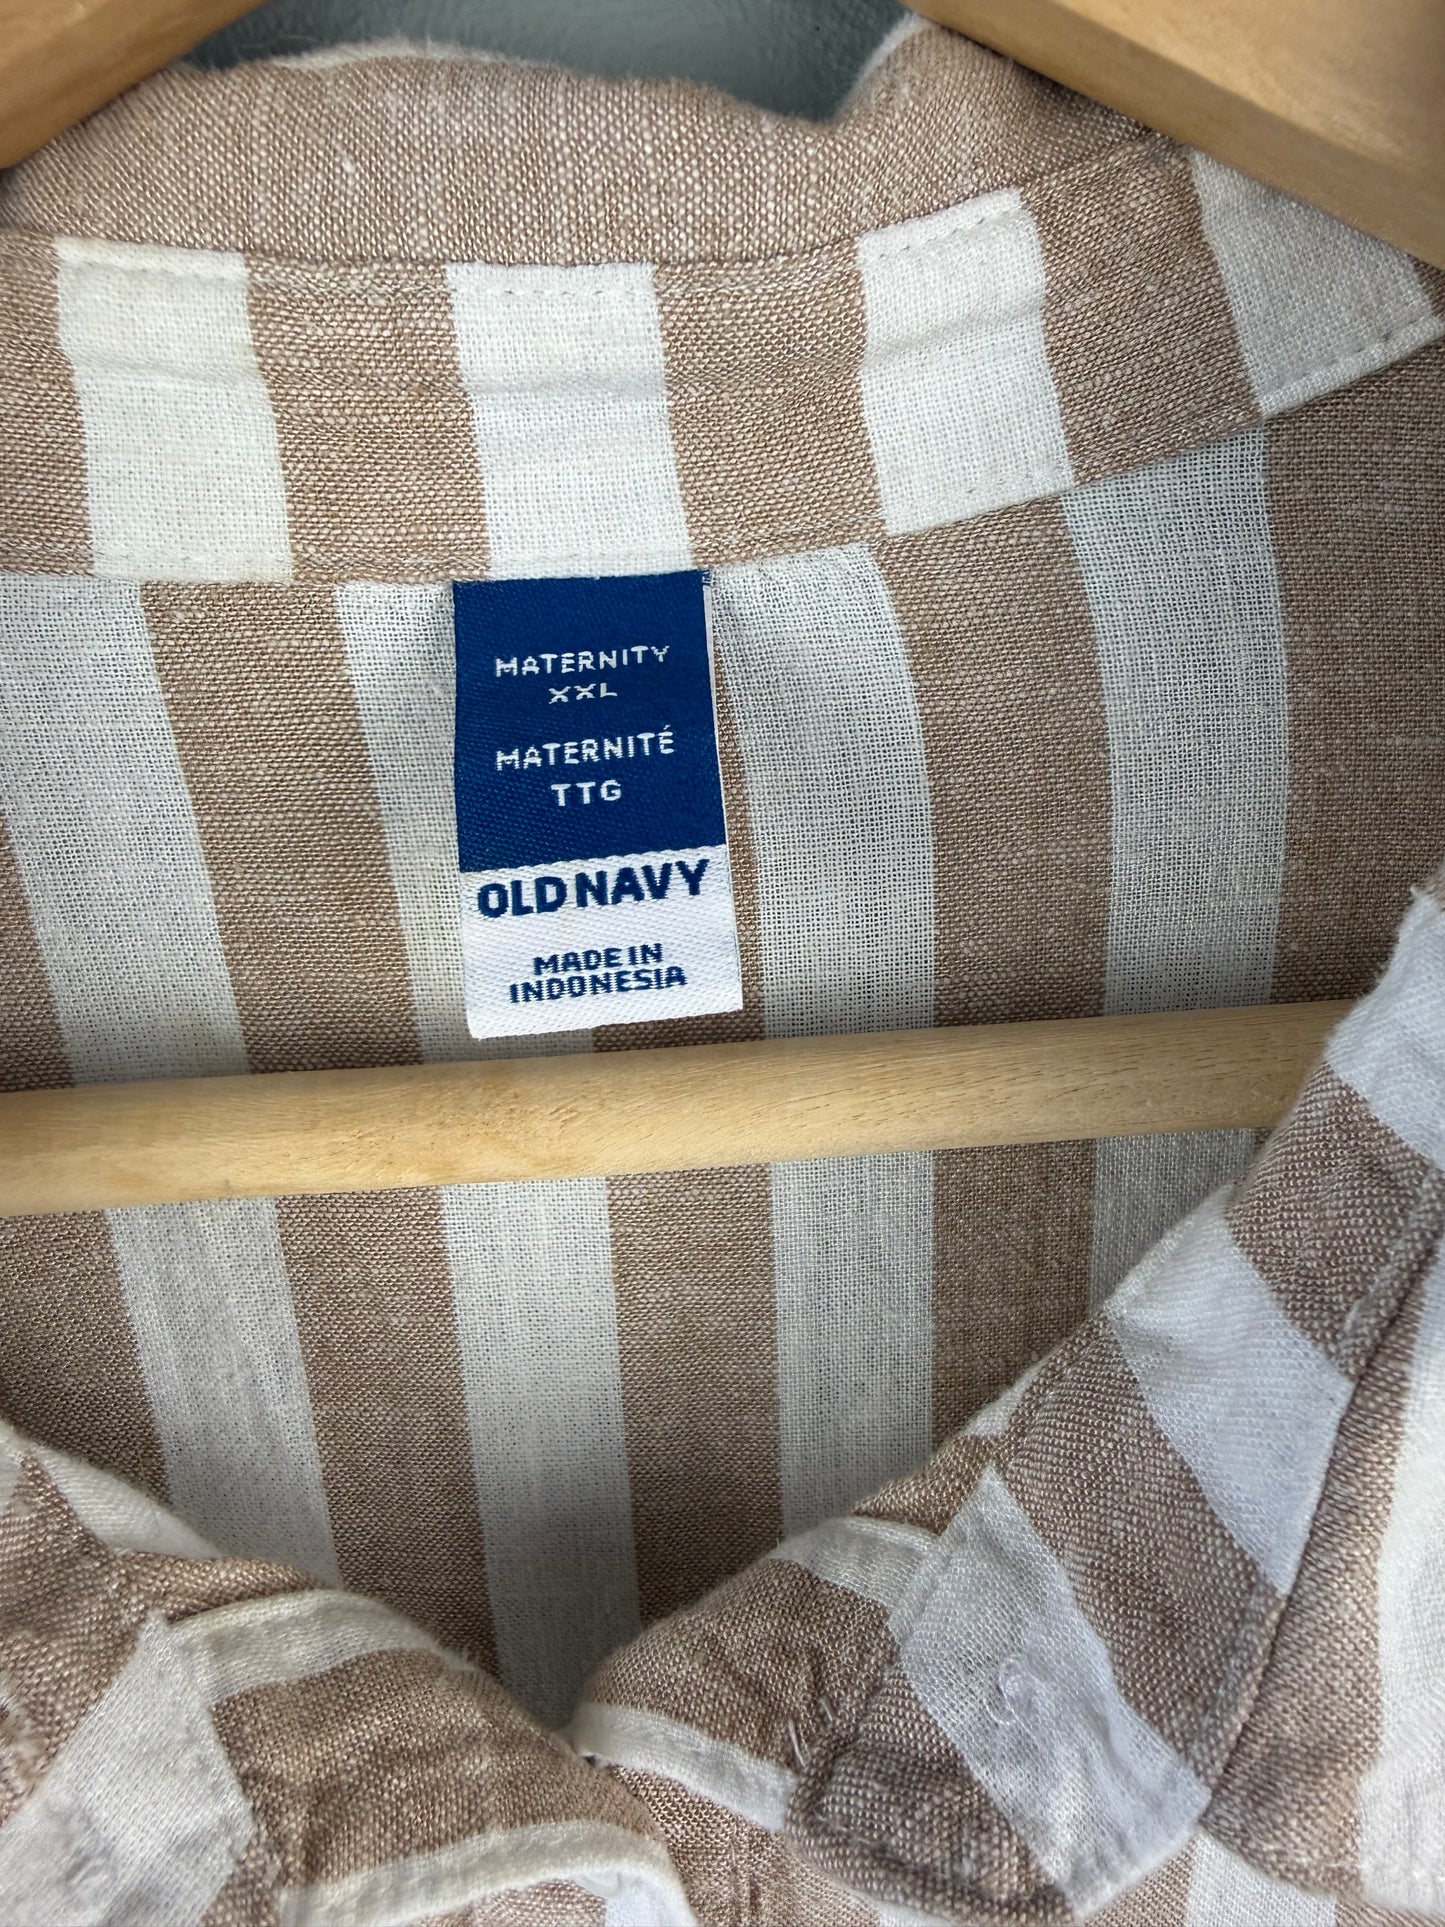 MATERNITY
XXL
MATERNITÉ
TTG
OLD NAVY
MADE IN
INDONESIA